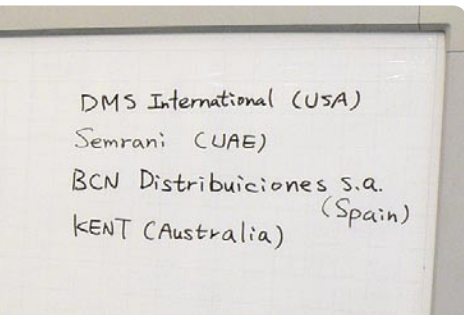 DMS International (USA)
Semrani (UAE)
BCN Distribuiciones s.a.
(Spain)
KENT (Australia)